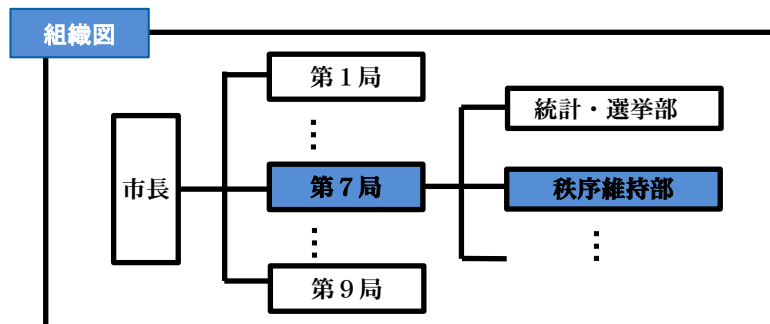 組織図
第１局
統計・選挙部
市長
第７局
秩序維持部
第９局